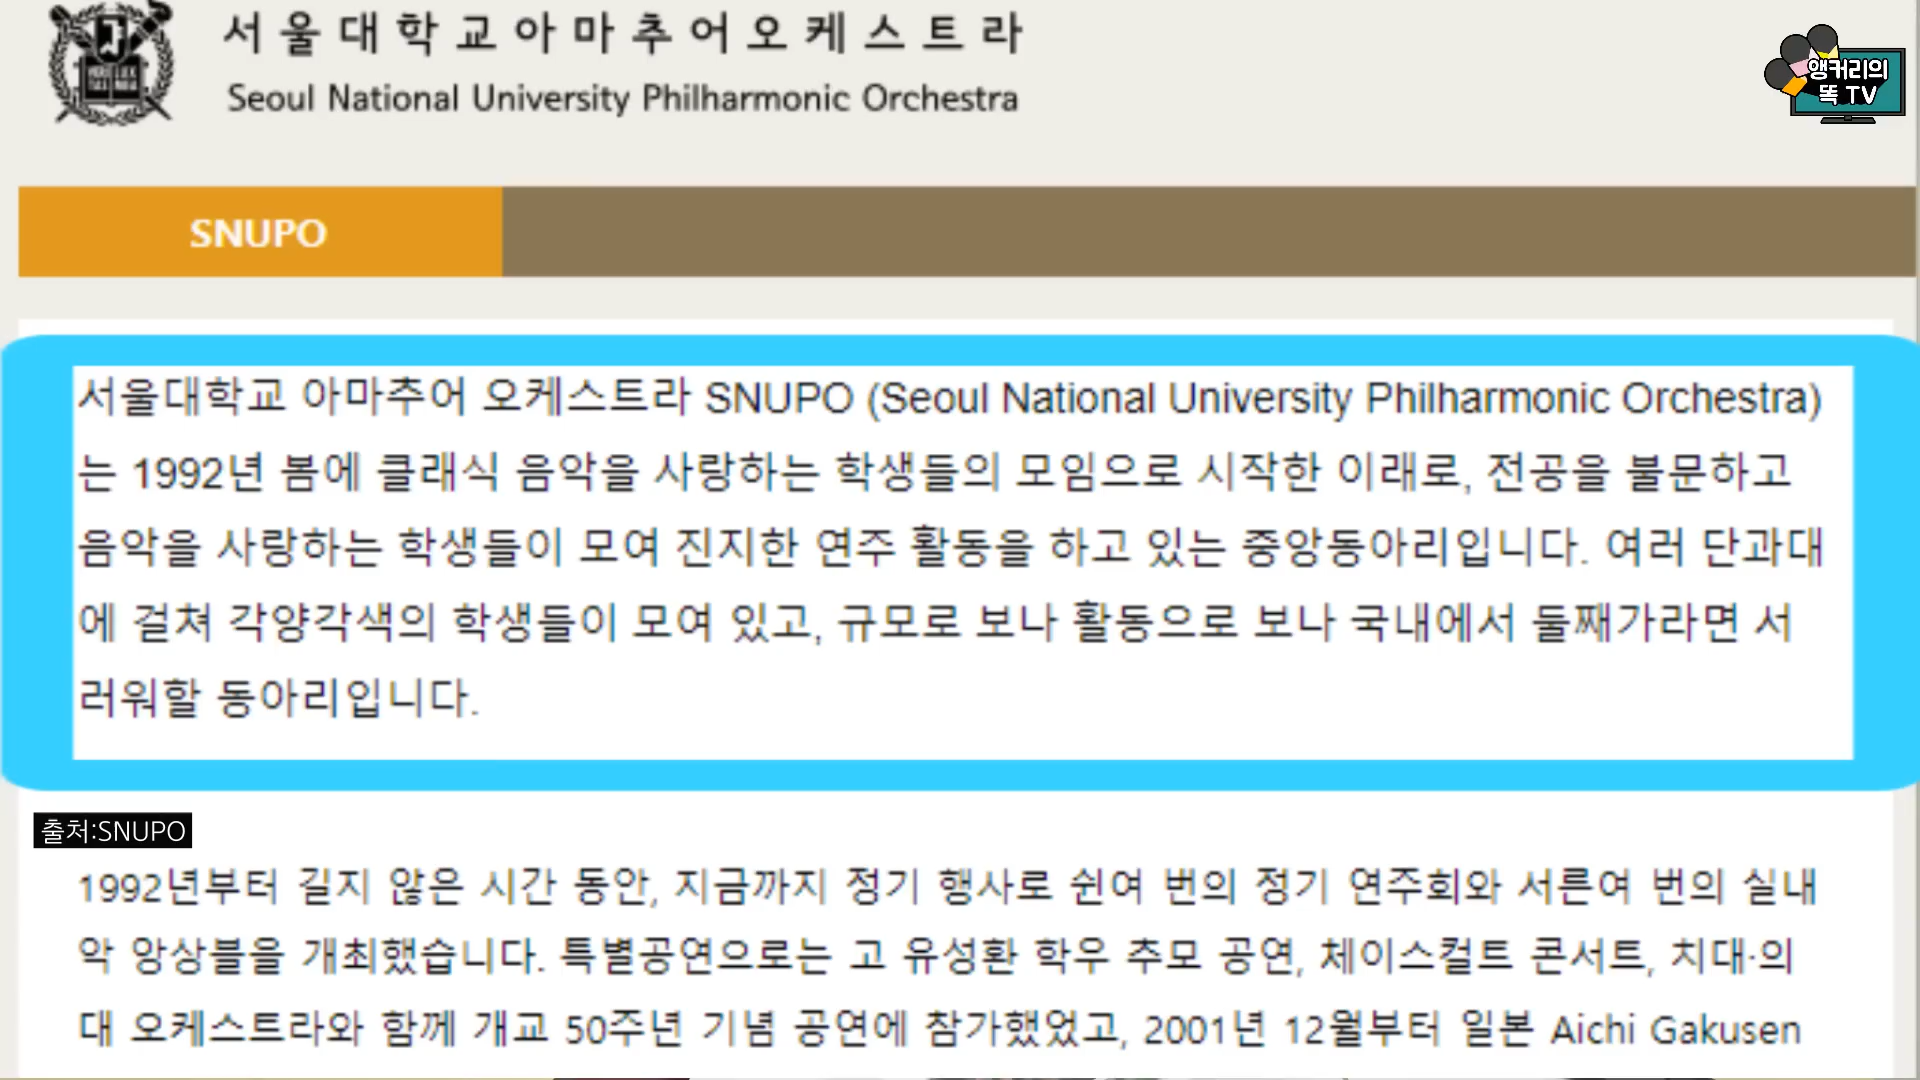 서울대학교아마추어오케스트라
Seoul National University Philharmonic Orchestra
앵커리의
똑 TV
SNUPO
서울대학교 아마추어 오케스트라 SNUPO (Seoul National University Philharmonic Orchestra)
는 1992년 봄에 클래식 음악을 사랑하는 학생들의 모임으로 시작한 이래로, 전공을 불문하고
음악을 사랑하는 학생들이 모여 진지한 연주 활동을 하고 있는 중앙동아리입니다. 여러 단과대
에 걸쳐 각양각색의 학생들이 모여 있고, 규모로 보나 활동으로 보나 국내에서 둘째가라면 서
러워할 동아리입니다.
출처:SNUPO
1992년부터 길지 않은 시간 동안, 지금까지 정기 행사로 쉰여 번의 정기 연주회와 서른여 번의 실내
악 앙상블을 개최했습니다. 특별공연으로는 고 유성환 학우 추모 공연, 체이스컬트 콘서트, 치대·의
대 오케스트라와 함께 개교 50주년 기념 공연에 참가했었고, 2001년 12월부터 일본 Aichi Gakusen